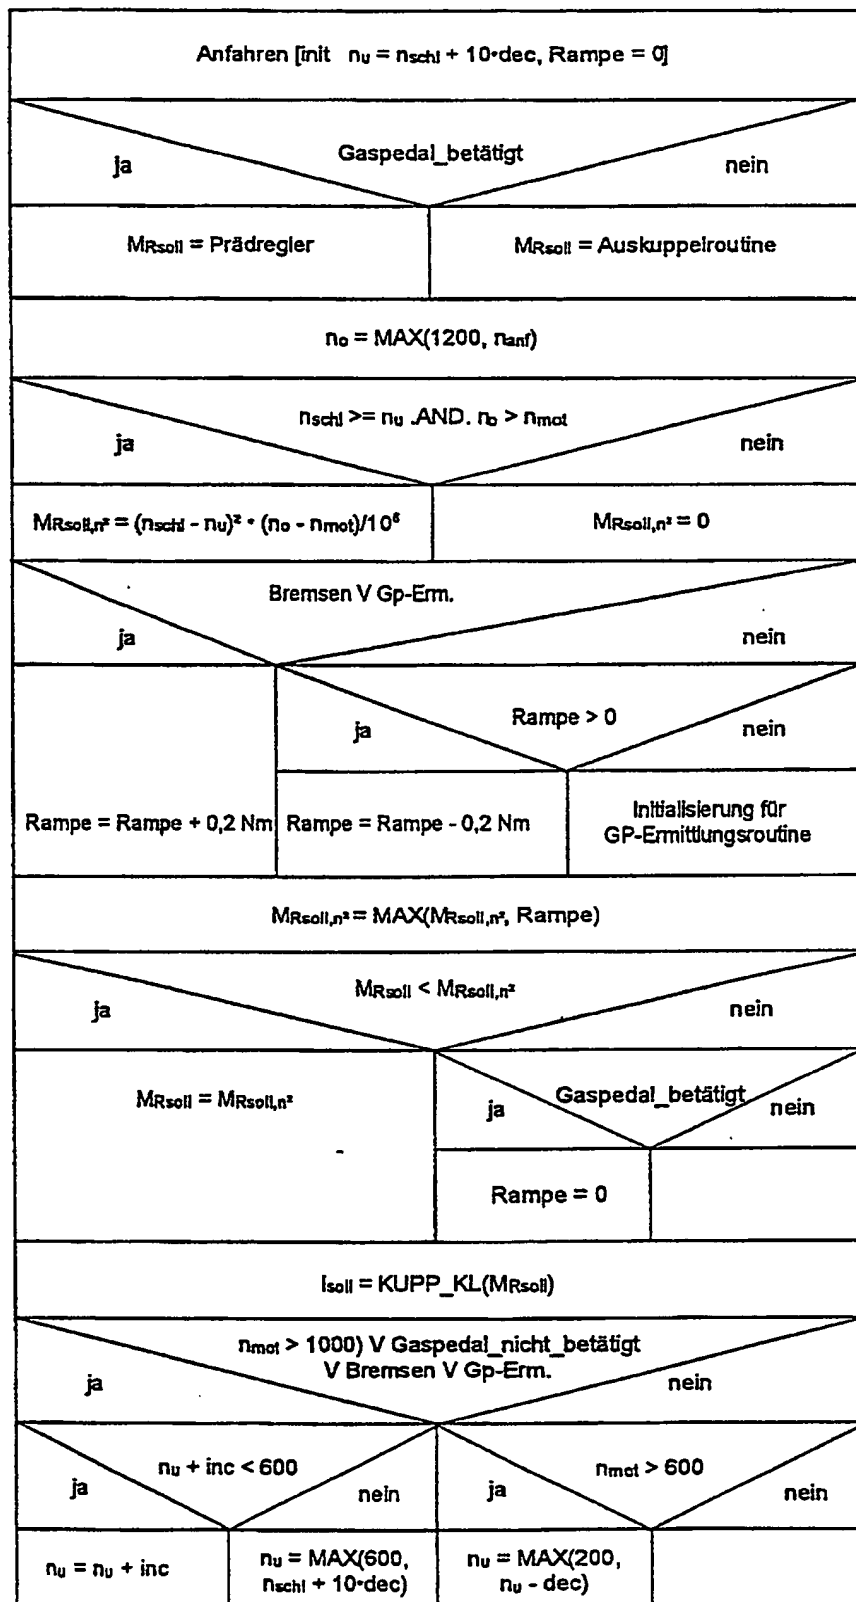 Anfahren [init nu = nschl + 10•dec, Rampe = 0]
Gaspedal_betätigt
ja
nein
MRsoll = Prädregler
MRsoll = Auskuppelroutine
no = MAX(1200, nanf)
nschl >= nu .AND. no > nmot
ja
nein
MRsoll,n² = (nschl - nu)² • (no - nmot)/10⁶
MRsoll,n² = 0
Bremsen V Gp-Erm.
ja
nein
Rampe > 0
ja
nein
Rampe = Rampe + 0,2 Nm
Rampe = Rampe - 0,2 Nm
Initialisierung für
GP-Ermittlungsroutine
MRsoll,n² = MAX(MRsoll,n², Rampe)
MRsoll < MRsoll,n²
ja
nein
MRsoll = MRsoll,n²
Gaspedal_betätigt
ja
nein
Rampe = 0
Isoll = KUPP_KL(MRsoll)
nmot > 1000) V Gaspedal_nicht_betätigt
V Bremsen V Gp-Erm.
ja
nein
nu + inc < 600
ja
nein
nmot > 600
ja
nein
nu = nu + inc
nu = MAX(600,
nschl + 10•dec)
nu = MAX(200,
nu - dec)